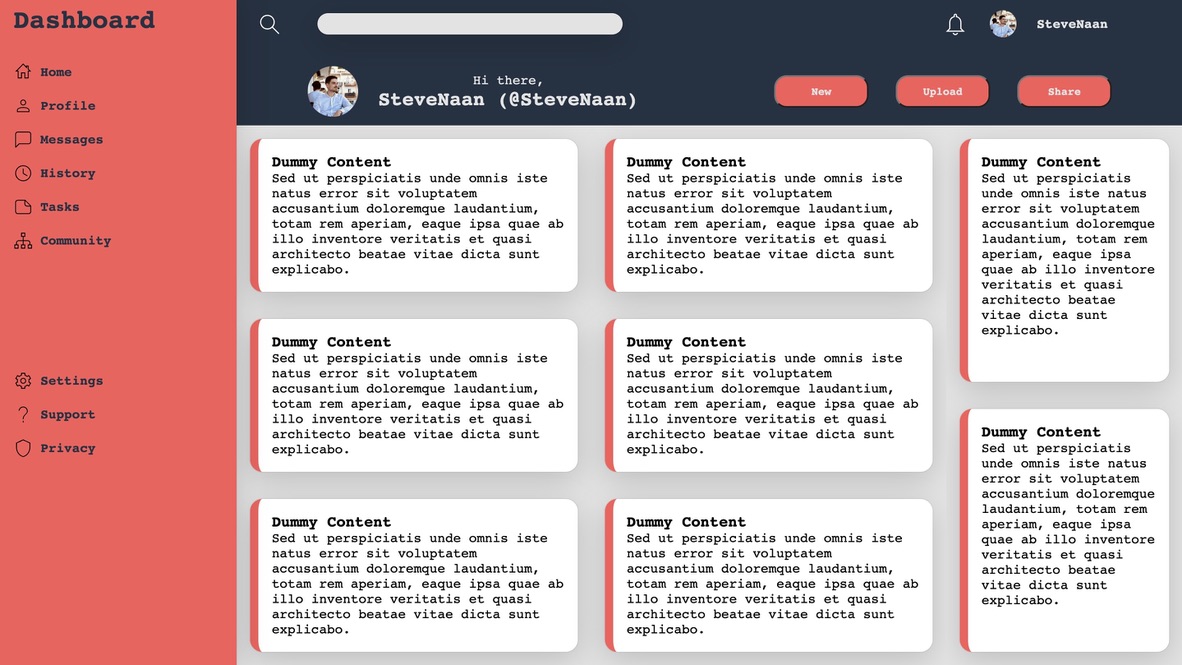 Dashboard
Home
Profile
Messages
History
Tasks
Community
Settings
Support
Privacy
SteveNaan
Hi there,
SteveNaan (@SteveNaan)
New
Upload
Share
Dummy Content
Sed ut perspiciatis unde omnis iste
natus error sit voluptatem
accusantium doloremque laudantium,
totam rem aperiam, eaque ipsa quae ab
illo inventore veritatis et quasi
architecto beatae vitae dicta sunt
explicabo.
Dummy Content
Sed ut perspiciatis unde omnis iste
natus error sit voluptatem
accusantium doloremque laudantium,
totam rem aperiam, eaque ipsa quae ab
illo inventore veritatis et quasi
architecto beatae vitae dicta sunt
explicabo.
Dummy Content
Sed ut perspiciatis unde omnis iste
natus error sit voluptatem
accusantium doloremque laudantium,
totam rem aperiam, eaque ipsa quae ab
illo inventore veritatis et quasi
architecto beatae vitae dicta sunt
explicabo.
Dummy Content
Sed ut perspiciatis unde omnis iste
natus error sit voluptatem
accusantium doloremque laudantium,
totam rem aperiam, eaque ipsa quae ab
illo inventore veritatis et quasi
architecto beatae vitae dicta sunt
explicabo.
Dummy Content
Sed ut perspiciatis unde omnis iste
natus error sit voluptatem
accusantium doloremque laudantium,
totam rem aperiam, eaque ipsa quae ab
illo inventore veritatis et quasi
architecto beatae vitae dicta sunt
explicabo.
Dummy Content
Sed ut perspiciatis unde omnis iste
natus error sit voluptatem
accusantium doloremque laudantium,
totam rem aperiam, eaque ipsa quae ab
illo inventore veritatis et quasi
architecto beatae vitae dicta sunt
explicabo.
Dummy Content
Sed ut perspiciatis
unde omnis iste natus
error sit voluptatem
accusantium doloremque
laudantium, totam rem
aperiam, eaque ipsa
quae ab illo inventore
veritatis et quasi
architecto beatae
vitae dicta sunt
explicabo.
Dummy Content
Sed ut perspiciatis
unde omnis iste natus
error sit voluptatem
accusantium doloremque
laudantium, totam rem
aperiam, eaque ipsa
quae ab illo inventore
veritatis et quasi
architecto beatae
vitae dicta sunt
explicabo.